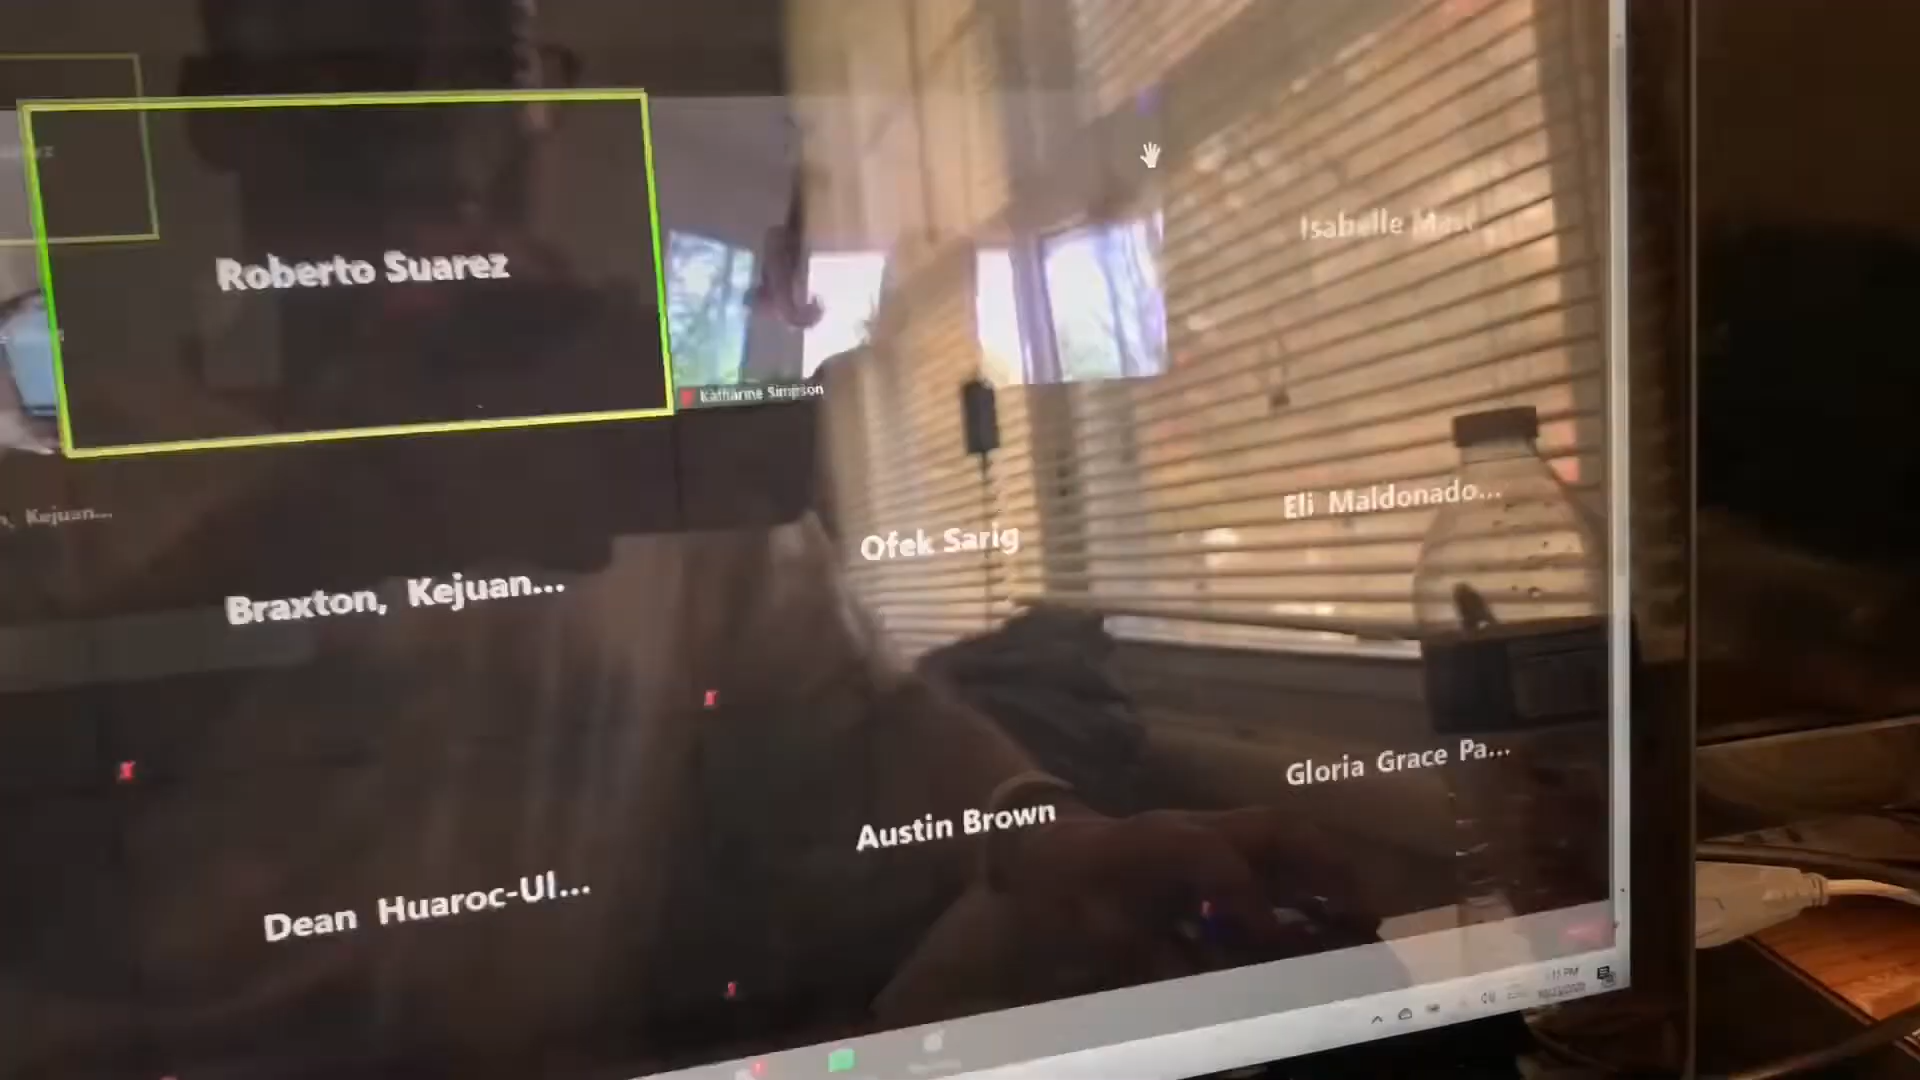 Roberto Suarez
Isabelle
Katharine Simpson
Eli Maldonado...
Kejuan...
Ofek Sarig
Braxton, Kejuan...
Gloria Grace Pa...
Austin Brown
Dean Huaroc-Ul...